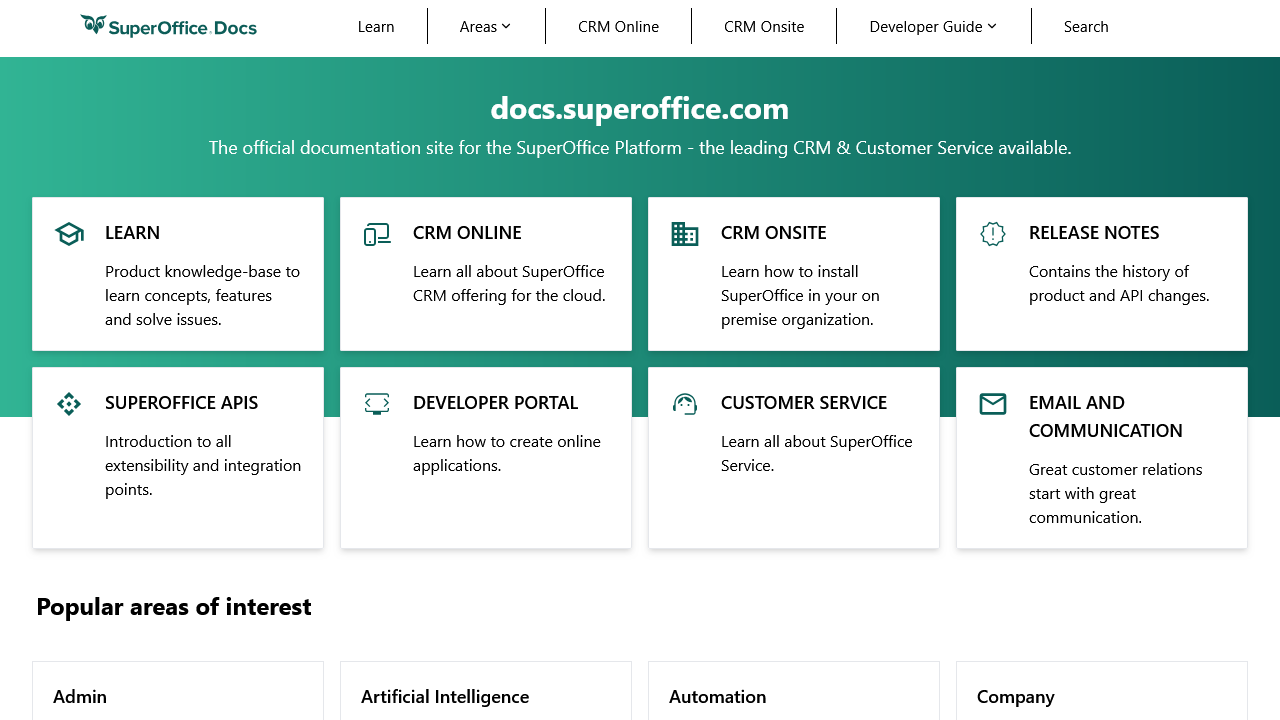 SuperOffice Docs
Learn
Areas
CRM Online
CRM Onsite
Developer Guide
Search
docs.superoffice.com
The official documentation site for the SuperOffice Platform - the leading CRM & Customer Service available.
LEARN
Product knowledge-base to
learn concepts, features
and solve issues.
CRM ONLINE
Learn all about SuperOffice
CRM offering for the cloud.
CRM ONSITE
Learn how to install
SuperOffice in your on
premise organization.
RELEASE NOTES
Contains the history of
product and API changes.
SUPEROFFICE APIS
Introduction to all
extensibility and integration
points.
DEVELOPER PORTAL
Learn how to create online
applications.
CUSTOMER SERVICE
Learn all about SuperOffice
Service.
EMAIL AND
COMMUNICATION
Great customer relations
start with great
communication.
Popular areas of interest
Admin
Artificial Intelligence
Automation
Company